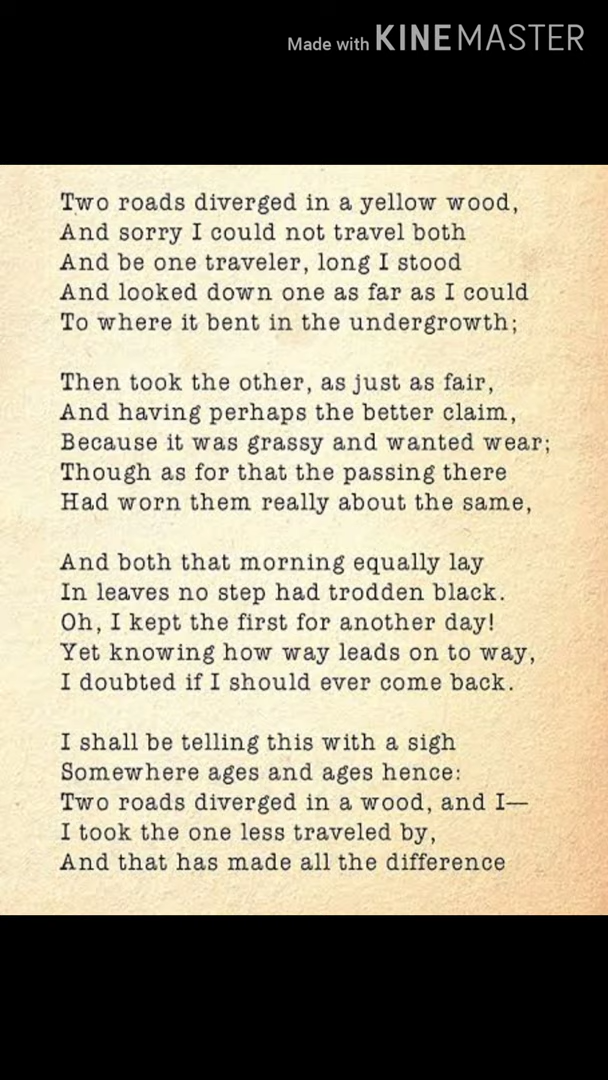 Made with KINEMASTER
Two roads diverged in a yellow wood,
And sorry I could not travel both
And be one traveler, long I stood
And looked down one as far as I could
To where it bent in the undergrowth;
Then took the other, as just as fair,
And having perhaps the better claim,
Because it was grassy and wanted wear;
Though as for that the passing there
Had worn them really about the same,
And both that morning equally lay
In leaves no step had trodden black.
Oh, I kept the first for another day!
Yet knowing how way leads on to way,
I doubted if I should ever come back.
I shall be telling this with a sigh
Somewhere ages and ages hence:
Two roads diverged in a wood, and I—
I took the one less traveled by,
And that has made all the difference